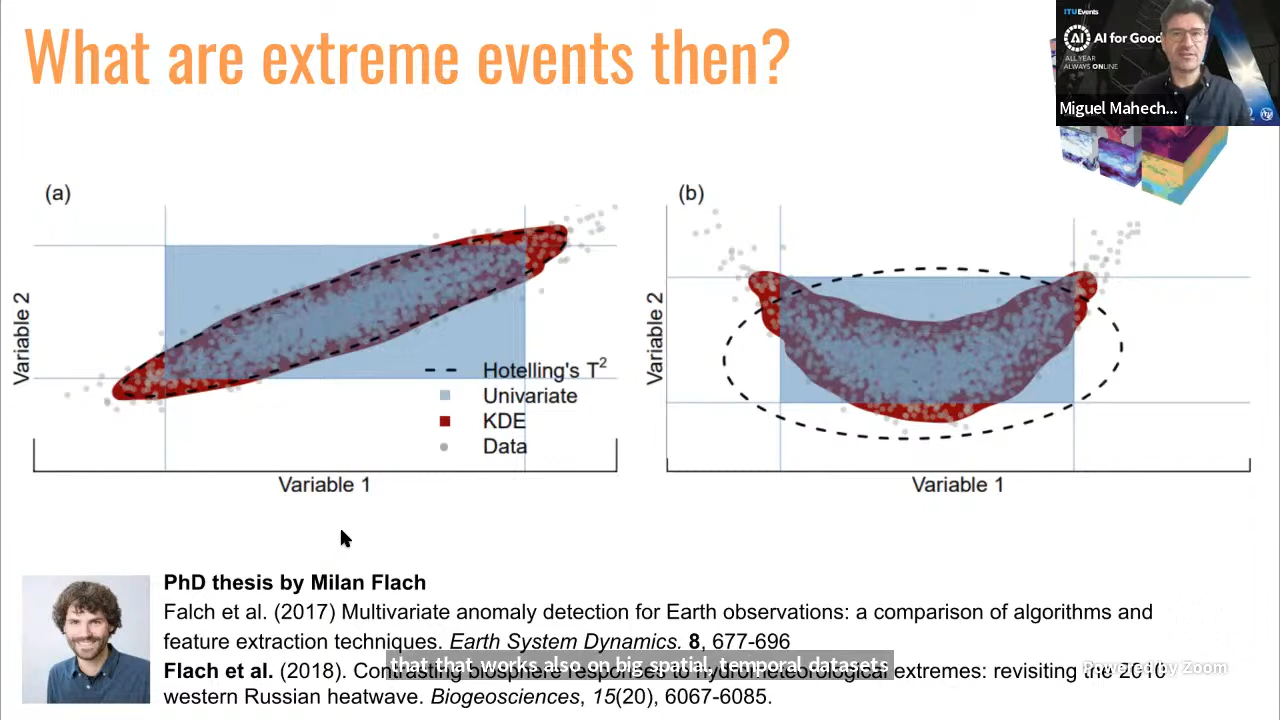 What are extreme events then?
ITUEvents
AI
AI for Good
ALL YEAR
ALWAYS ONLINE
Miguel Mahech...
(a)
Variable 2
Hotelling's T2
Univariate
KDE
Data
Variable 1
(b)
Variable 2
Variable 1
PhD thesis by Milan Flach
Falch et al. (2017) Multivariate anomaly detection for Earth observations: a comparison of algorithms and
feature extraction techniques. Earth System Dynamics. 8, 677-696
that that works also on big spatial, temporal datasets
Flach et al. (2018). Contrasting biosphere responses to hydrometeorological extremes: revisiting the 2010
Powered by Zoom
western Russian heatwave. Biogeosciences, 15(20), 6067-6085.